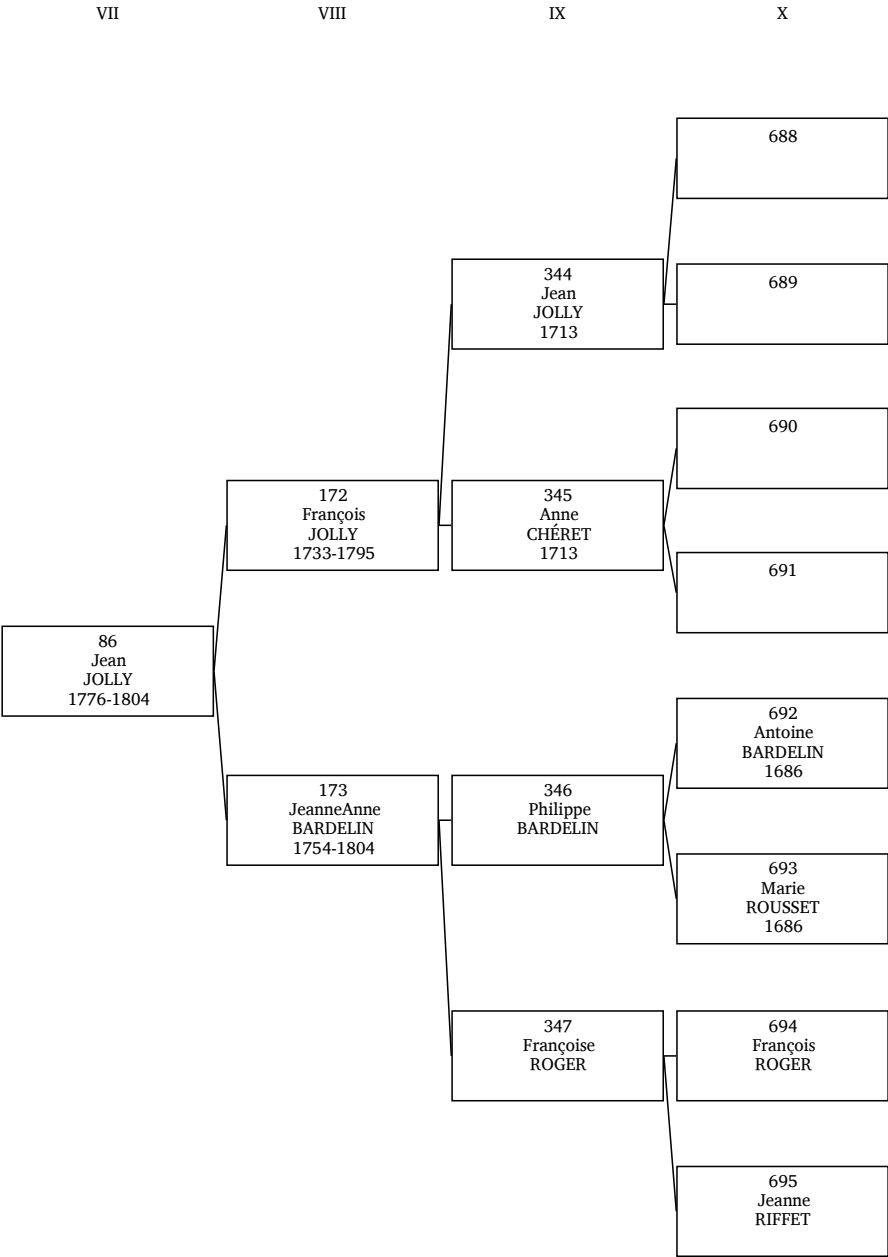 VII VIII IX X
688
344
Jean
JOLLY
1713
689
690
172
François
JOLLY
1733-1795
345
Anne
CHÉRET
1713
691
86
Jean
JOLLY
1776-1804
692
Antoine
BARDELIN
1686
173
JeanneAnne
BARDELIN
1754-1804
346
Philippe
BARDELIN
693
Marie
ROUSSET
1686
347
Françoise
ROGER
694
François
ROGER
695
Jeanne
RIFFET